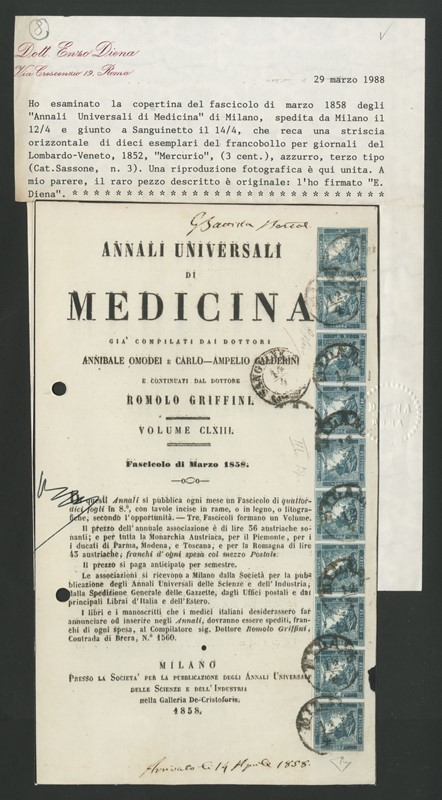 8
Dott. Enzo Diena
Via Crescenzio 19, Roma
29 marzo 1988
Ho esaminato la copertina del fascicolo di marzo 1858 degli
"Annali Universali di Medicina" di Milano, spedita da Milano il
12/4 e giunto a Sanguinetto il 14/4, che reca una striscia
orizzontale di dieci esemplari del francobollo per giornali del
Lombardo-Veneto, 1852, "Mercurio", (3 cent.), azzurro, terzo tipo
(Cat.Sassone, n. 3). Una riproduzione fotografica è qui unita. A
mio parere, il raro pezzo descritto è originale: l'ho firmato "E.
Diena". * * * * * * * * * * * * * * * * * * * * * * * * * * * * *
ANNALI UNIVERSALI
DI
MEDICINA
GIA' COMPILATI DAI DOTTORI
ANNIBALE OMODEI E CARLO—AMPELIO CALDERINI
E CONTINUATI DAL DOTTORE
ROMOLO GRIFFINI.
VOLUME CLXIII.
Fascicolo di Marzo 1858.
Di questi Annali si pubblica ogni mese un Fascicolo di quattor-
dici fogli in 8.°, con tavole incise in rame, o in legno, o litogra-
fiche, secondo l'opportunità. — Tre Fascicoli formano un Volume.
Il prezzo dell'annuale associazione è di lire 36 austriache so-
nanti; e per tutta la Monarchia Austriaca, per il Piemonte, per i
i ducati di Parma, Modena, e Toscana, e per la Romagna di lire
43 austriache; franchi d'ogni spesa col mezzo Postale.
Il prezzo si paga anticipato per semestre.
Le associazioni si ricevono a Milano dalla Società per la pub
blicazione degli Annali Universali delle Scienze e dell'Industria,
dalla Spedizione Generale delle Gazzette, dagli Uffici postali e dai
principali Librai d'Italia e dell'Estero.
I libri e i manoscritti che i medici italiani desiderassero far
annunciare od inserire negli Annali, dovranno essere spediti, fran-
chi di ogni spesa, al Compilatore sig. Dottore Romolo Griffini,
Contrada di Brera, N.° 1560.
MILANO
PRESSO LA SOCIETA' PER LA PUBBLICAZIONE DEGLI ANNALI UNIVERSALI
DELLE SCIENZE E DELL'INDUSTRIA
nella Galleria De-Cristoforis.
1858.
Arrivato li 14 Aprile 1858.